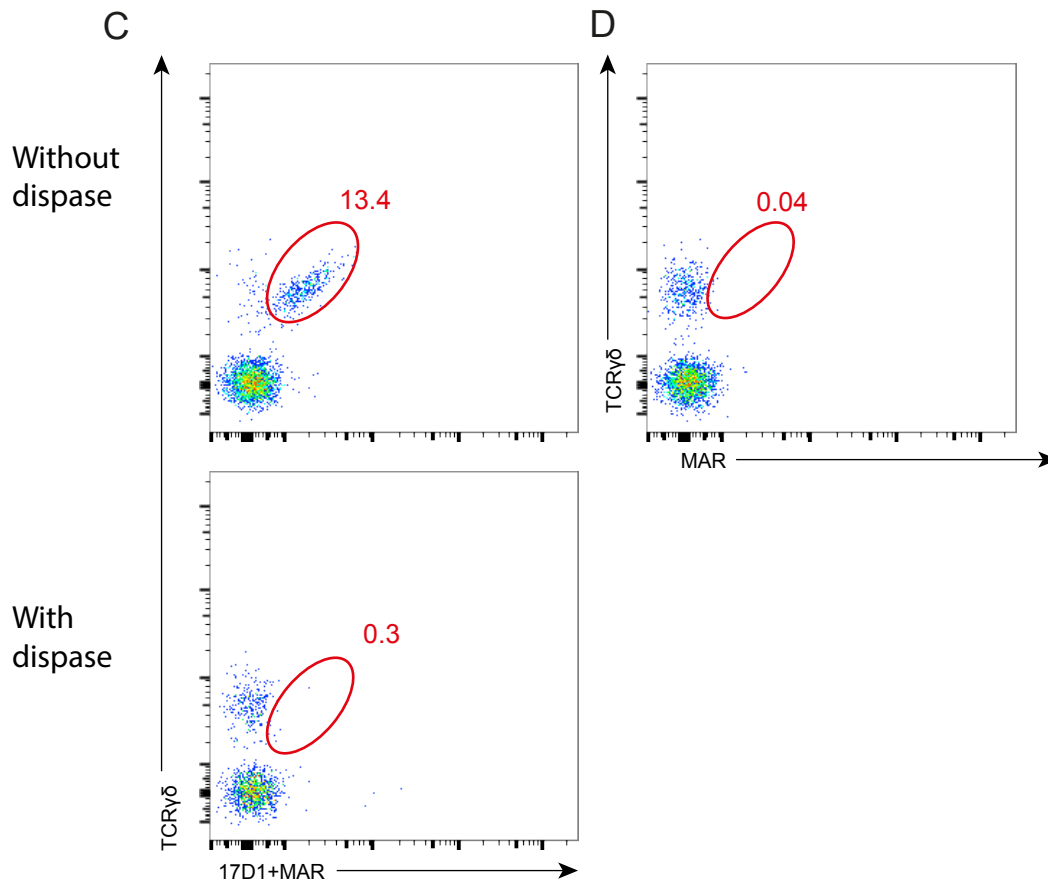 C
D
Without
dispase
13.4
0.04
TCRγδ
TCRγδ
MAR
With
dispase
0.3
17D1+MAR